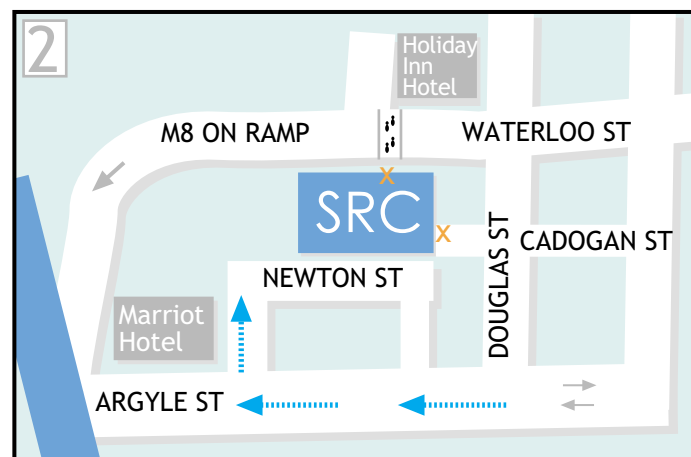 2
Holiday
Inn
Hotel
M8 ON RAMP
WATERLOO ST
X
SRC
X
CADOGAN ST
DOUGLAS ST
NEWTON ST
Marriot
Hotel
ARGYLE ST